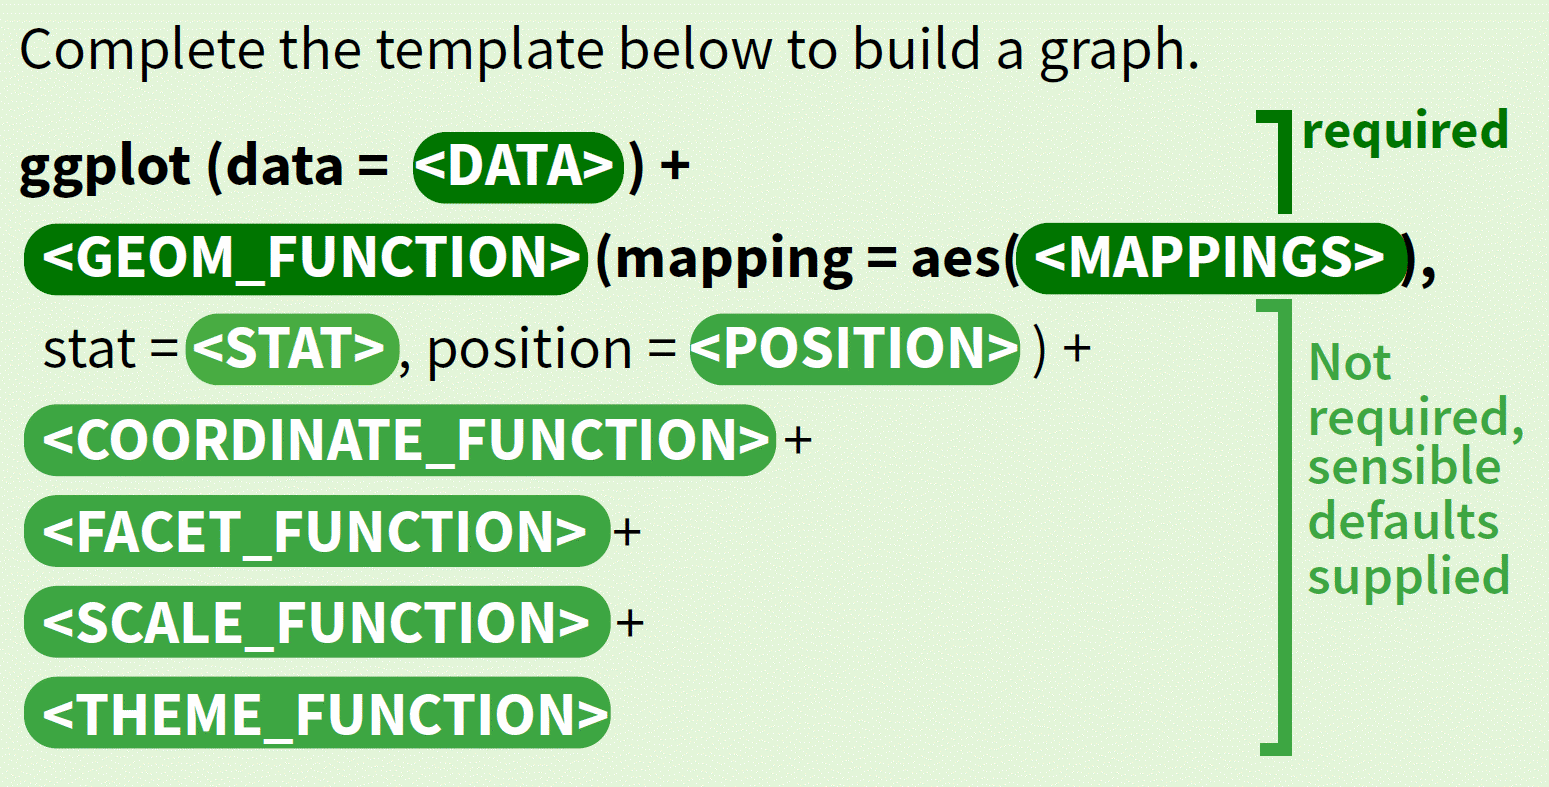 Complete the template below to build a graph.
required
ggplot (data = <DATA>) +
<GEOM_FUNCTION>(mapping = aes(<MAPPINGS>),
stat = <STAT>, position = <POSITION>) +
<COORDINATE_FUNCTION> +
<FACET_FUNCTION> +
<SCALE_FUNCTION> +
<THEME_FUNCTION>
Not
required,
sensible
defaults
supplied